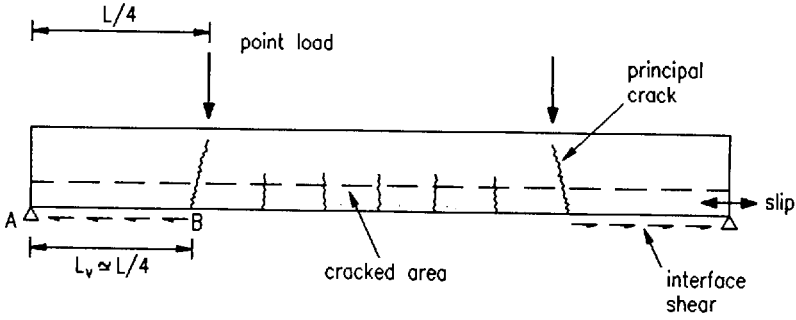 L/4
point load
principal
crack
A
B
slip
Lᵥ ≃ L/4
cracked area
interface
shear